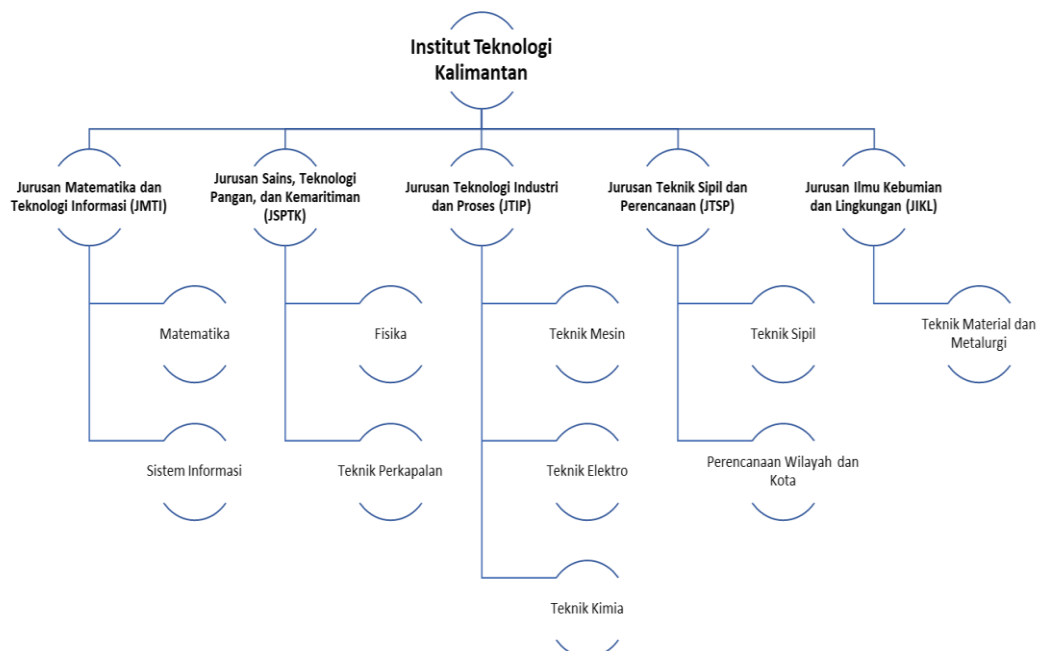 Institut Teknologi
Kalimantan
Jurusan Matematika dan
Teknologi Informasi (JMTI)
Jurusan Sains, Teknologi
Pangan, dan Kemaritiman
(JSPTK)
Jurusan Teknologi Industri
dan Proses (JTIP)
Jurusan Teknik Sipil dan
Perencanaan (JTSP)
Jurusan Ilmu Kebumian
dan Lingkungan (JIKL)
Matematika
Fisika
Teknik Mesin
Teknik Sipil
Teknik Material dan
Metalurgi
Sistem Informasi
Teknik Perkapalan
Teknik Elektro
Perencanaan Wilayah dan
Kota
Teknik Kimia